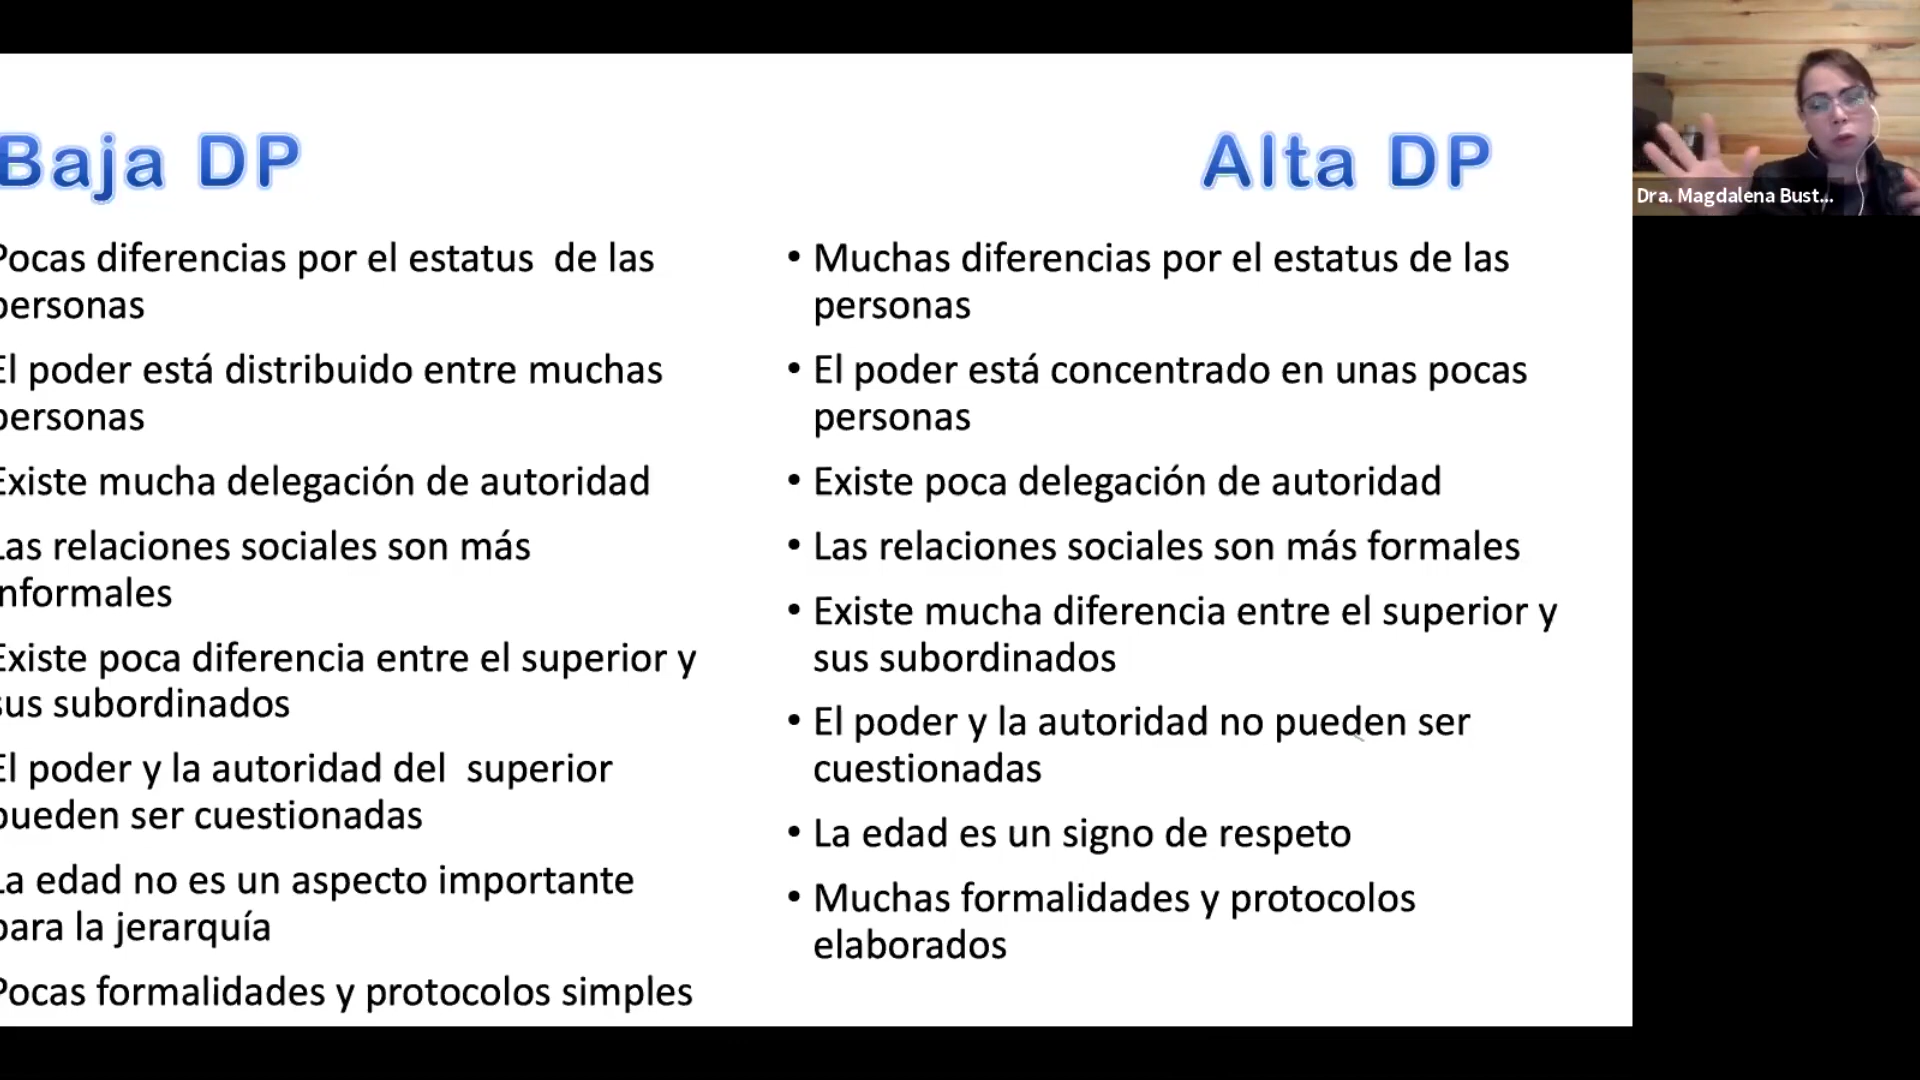 Baja DP
Pocas diferencias por el estatus de las
personas
El poder está distribuido entre muchas
personas
Existe mucha delegación de autoridad
Las relaciones sociales son más
informales
Existe poca diferencia entre el superior y
sus subordinados
El poder y la autoridad del superior
pueden ser cuestionadas
La edad no es un aspecto importante
para la jerarquía
Pocas formalidades y protocolos simples
Alta DP
• Muchas diferencias por el estatus de las
personas
• El poder está concentrado en unas pocas
personas
• Existe poca delegación de autoridad
• Las relaciones sociales son más formales
• Existe mucha diferencia entre el superior y
sus subordinados
• El poder y la autoridad no pueden ser
cuestionadas
• La edad es un signo de respeto
• Muchas formalidades y protocolos
elaborados
Dra. Magdalena Bust...